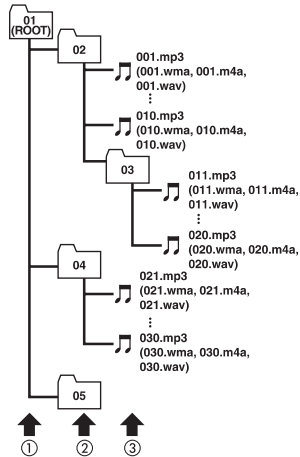 01
(ROOT)
02
001.mp3
(001.wma, 001.m4a,
001.wav)
010.mp3
(010.wma, 010.m4a,
010.wav)
03
011.mp3
(011.wma, 011.m4a,
011.wav)
020.mp3
(020.wma, 020.m4a,
020.wav)
04
021.mp3
(021.wma, 021.m4a,
021.wav)
030.mp3
(030.wma, 030.m4a,
030.wav)
05
① ② ③